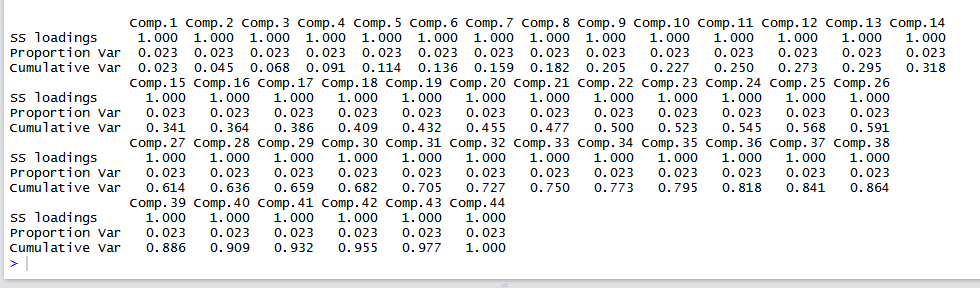 Comp.1 Comp.2 Comp.3 Comp.4 Comp.5 Comp.6 Comp.7 Comp.8 Comp.9 Comp.10 Comp.11 Comp.12 Comp.13 Comp.14
SS loadings 1.000 1.000 1.000 1.000 1.000 1.000 1.000 1.000 1.000 1.000 1.000 1.000 1.000 1.000
Proportion Var 0.023 0.023 0.023 0.023 0.023 0.023 0.023 0.023 0.023 0.023 0.023 0.023 0.023 0.023
Cumulative Var 0.023 0.045 0.068 0.091 0.114 0.136 0.159 0.182 0.205 0.227 0.250 0.273 0.295 0.318
Comp.15 Comp.16 Comp.17 Comp.18 Comp.19 Comp.20 Comp.21 Comp.22 Comp.23 Comp.24 Comp.25 Comp.26
SS loadings 1.000 1.000 1.000 1.000 1.000 1.000 1.000 1.000 1.000 1.000 1.000 1.000
Proportion Var 0.023 0.023 0.023 0.023 0.023 0.023 0.023 0.023 0.023 0.023 0.023 0.023
Cumulative Var 0.341 0.364 0.386 0.409 0.432 0.455 0.477 0.500 0.523 0.545 0.568 0.591
Comp.27 Comp.28 Comp.29 Comp.30 Comp.31 Comp.32 Comp.33 Comp.34 Comp.35 Comp.36 Comp.37 Comp.38
SS loadings 1.000 1.000 1.000 1.000 1.000 1.000 1.000 1.000 1.000 1.000 1.000 1.000
Proportion Var 0.023 0.023 0.023 0.023 0.023 0.023 0.023 0.023 0.023 0.023 0.023 0.023
Cumulative Var 0.614 0.636 0.659 0.682 0.705 0.727 0.750 0.773 0.795 0.818 0.841 0.864
Comp.39 Comp.40 Comp.41 Comp.42 Comp.43 Comp.44
SS loadings 1.000 1.000 1.000 1.000 1.000 1.000
Proportion Var 0.023 0.023 0.023 0.023 0.023 0.023
Cumulative Var 0.886 0.909 0.932 0.955 0.977 1.000
>